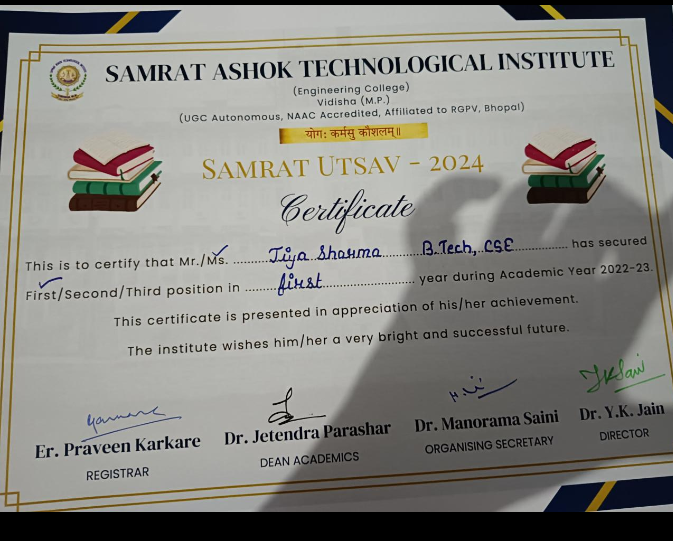 SAMRAT ASHOK TECHNOLOGICAL INSTITUTE
(Engineering College)
Vidisha (M.P.)
(UGC Autonomous, NAAC Accredited, Affiliated to RGPV, Bhopal)
योगः कर्मसु कौशलम्॥
SAMRAT UTSAV - 2024
Certificate
This is to certify that Mr./Ms. ✓ Tiya Sharma B.Tech, CSE has secured
✓ First/Second/Third position in first year during Academic Year 2022-23.
This certificate is presented in appreciation of his/her achievement.
The institute wishes him/her a very bright and successful future.
Er. Praveen Karkare Dr. Jetendra Parashar Dr. Manorama Saini Dr. Y.K. Jain
REGISTRAR DEAN ACADEMICS ORGANISING SECRETARY DIRECTOR